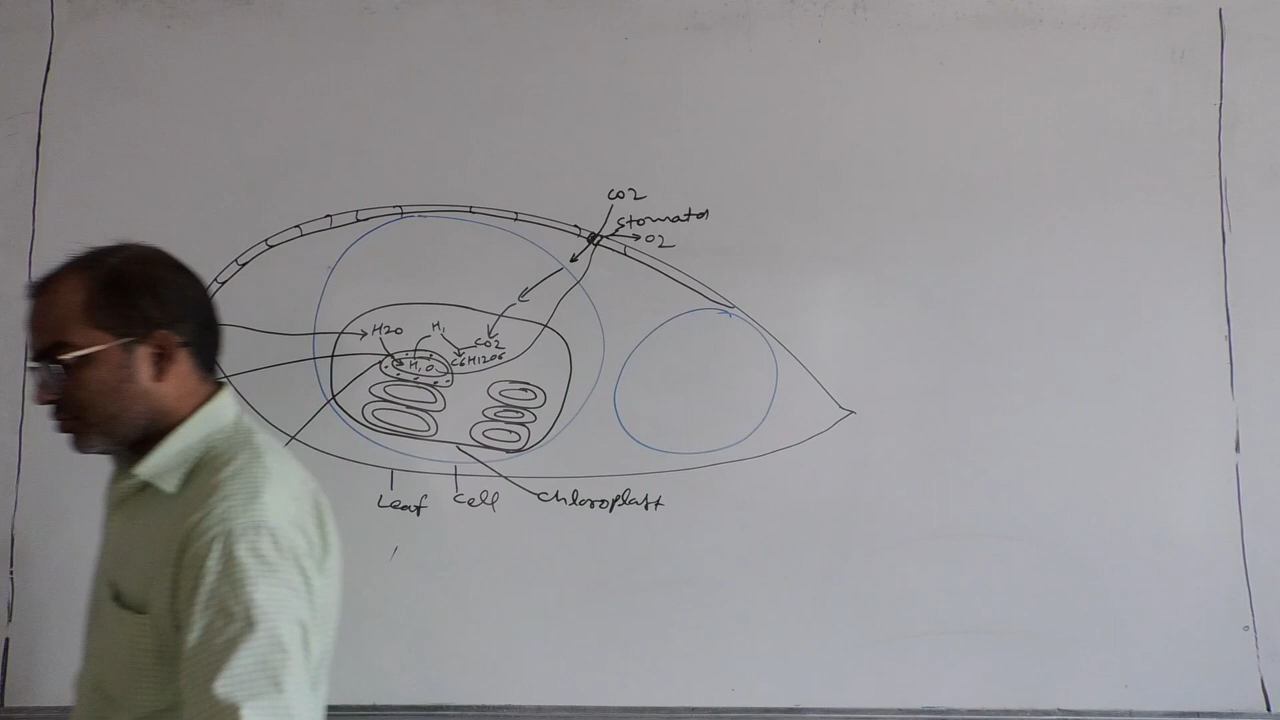 CO2
Stomata
O2
H2O
H,
CO2
H,O,
C6H12O6
Leaf
Cell
Chloroplast